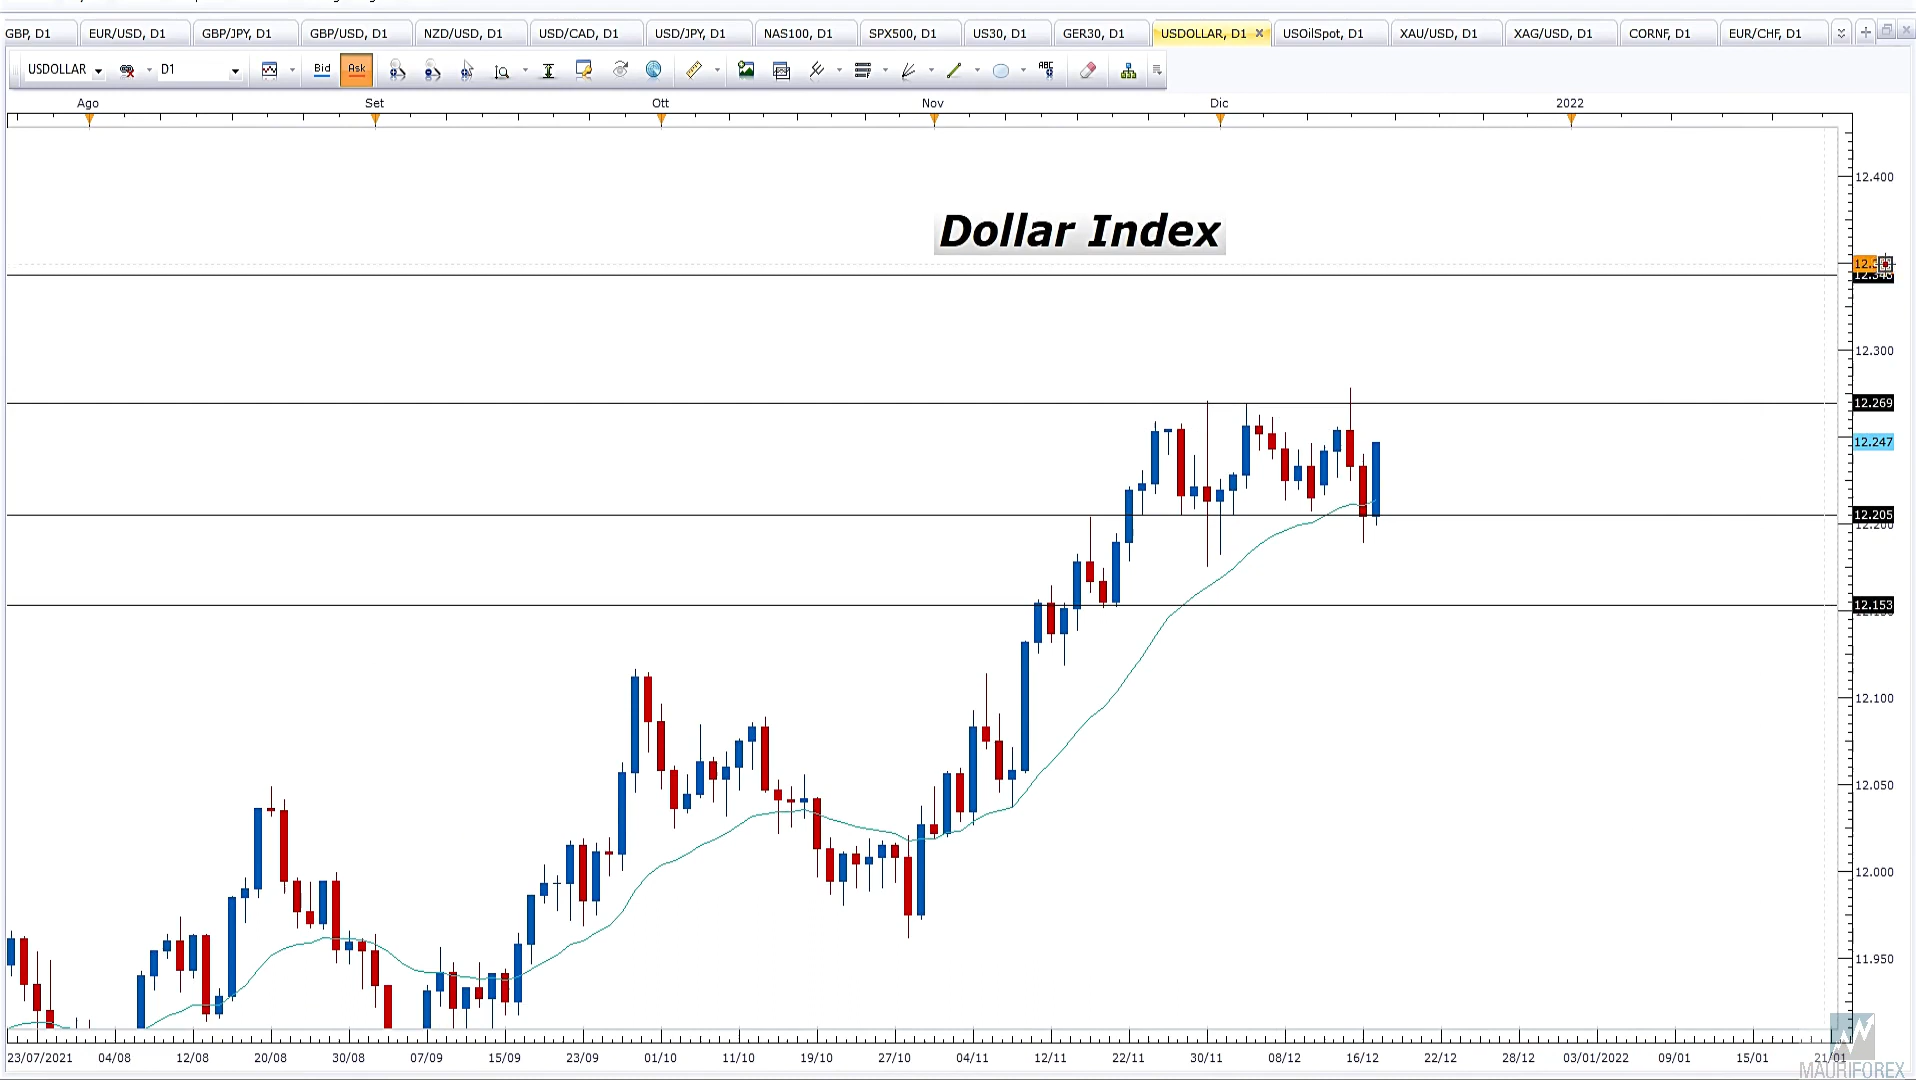 GBP, D1 EUR/USD, D1 GBP/JPY, D1 GBP/USD, D1 NZD/USD, D1 USD/CAD, D1 USD/JPY, D1 NAS100, D1 SPX500, D1 US30, D1 GER30, D1 USDOLLAR, D1 USOilSpot, D1 XAU/USD, D1 XAG/USD, D1 CORNF, D1 EUR/CHF, D1
USDOLLAR D1 Bid Ask ABC
Ago Set Ott Nov Dic 2022
12.400
Dollar Index
12.300
12.269
12.247
12.205
12.200
12.153
12.100
12.050
12.000
11.950
23/07/2021 04/08 12/08 20/08 30/08 07/09 15/09 23/09 01/10 11/10 19/10 27/10 04/11 12/11 22/11 30/11 08/12 16/12 22/12 28/12 03/01/2022 09/01 15/01 21/01
MAURIFOREX